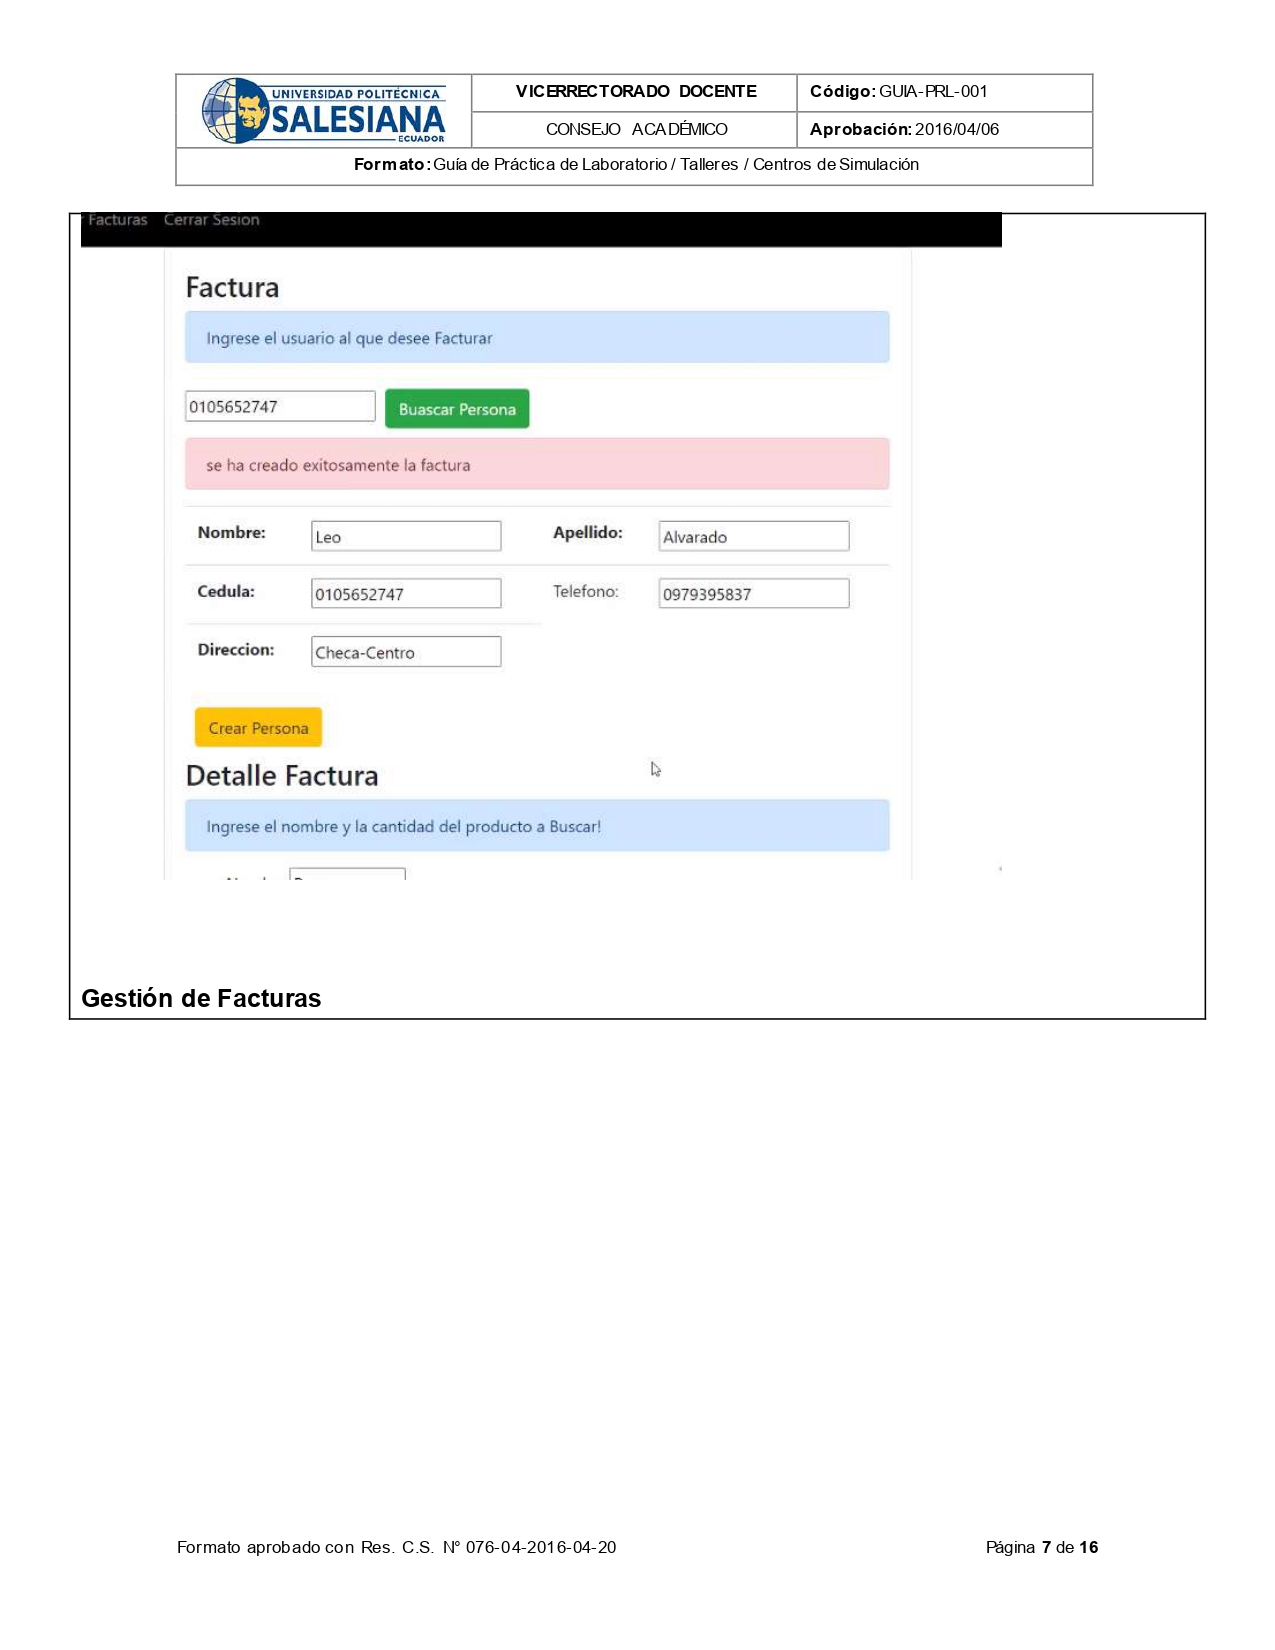 UNIVERSIDAD POLITÉCNICA
SALESIANA
ECUADOR
VICERRECTORADO DOCENTE
Código: GUIA-PRL-001
CONSEJO ACADÉMICO
Aprobación: 2016/04/06
Formato: Guía de Práctica de Laboratorio / Talleres / Centros de Simulación
Facturas Cerrar Sesion
Factura
Ingrese el usuario al que desee Facturar
0105652747 Buascar Persona
se ha creado exitosamente la factura
Nombre: Leo Apellido: Alvarado
Cedula: 0105652747 Telefono: 0979395837
Direccion: Checa-Centro
Crear Persona
Detalle Factura
Ingrese el nombre y la cantidad del producto a Buscar!
Gestión de Facturas
Formato aprobado con Res. C.S. N° 076-04-2016-04-20 Página 7 de 16